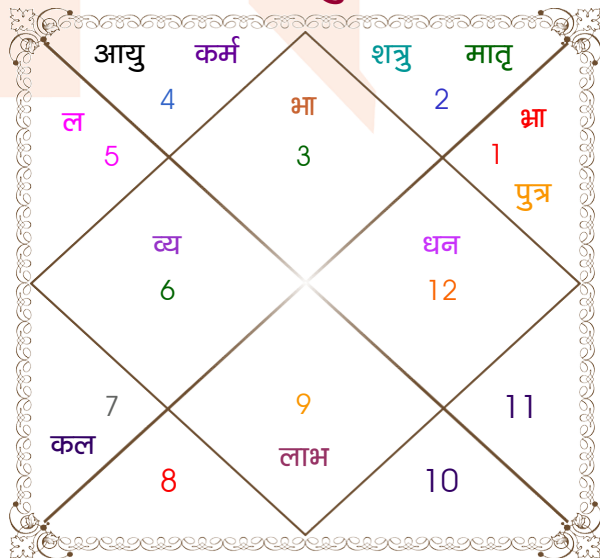 आयु कर्म शत्रु मातृ
4 भा 2
ल भ्रा
5 3 1
पुत्र
व्य धन
6 12
7 9 11
कल लाभ
8 10